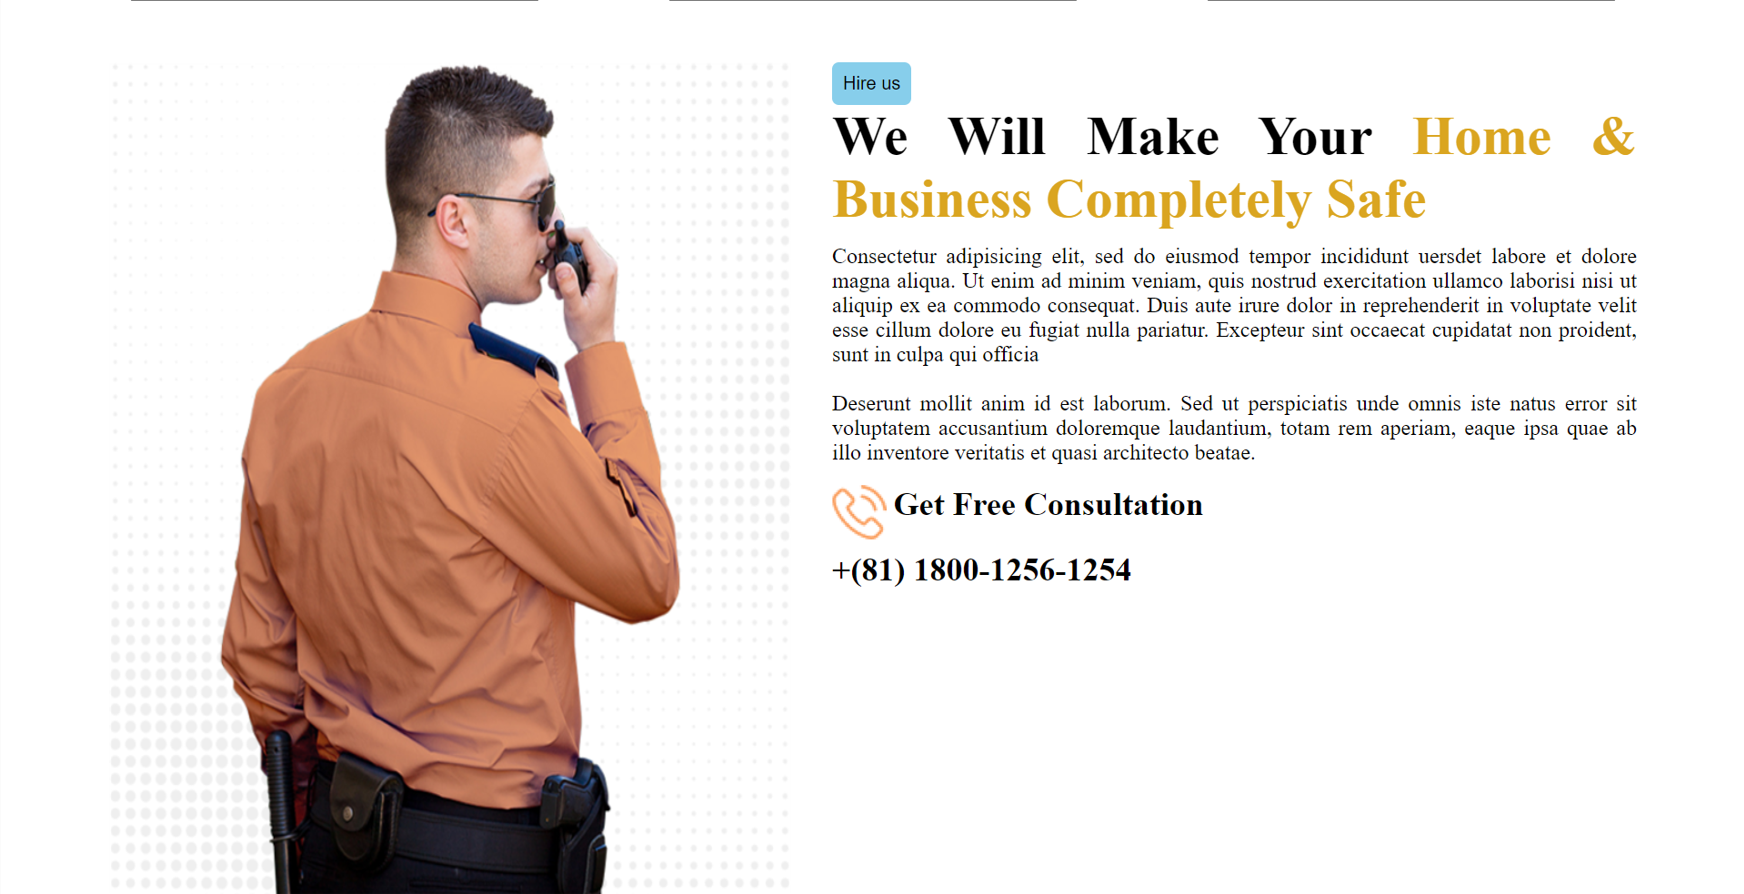 Hire us
We Will Make Your Home &
Business Completely Safe
Consectetur adipisicing elit, sed do eiusmod tempor incididunt uersdet labore et dolore
magna aliqua. Ut enim ad minim veniam, quis nostrud exercitation ullamco laborisi nisi ut
aliquip ex ea commodo consequat. Duis aute irure dolor in reprehenderit in voluptate velit
esse cillum dolore eu fugiat nulla pariatur. Excepteur sint occaecat cupidatat non proident,
sunt in culpa qui officia
Deserunt mollit anim id est laborum. Sed ut perspiciatis unde omnis iste natus error sit
voluptatem accusantium doloremque laudantium, totam rem aperiam, eaque ipsa quae ab
illo inventore veritatis et quasi architecto beatae.
Get Free Consultation
+(81) 1800-1256-1254